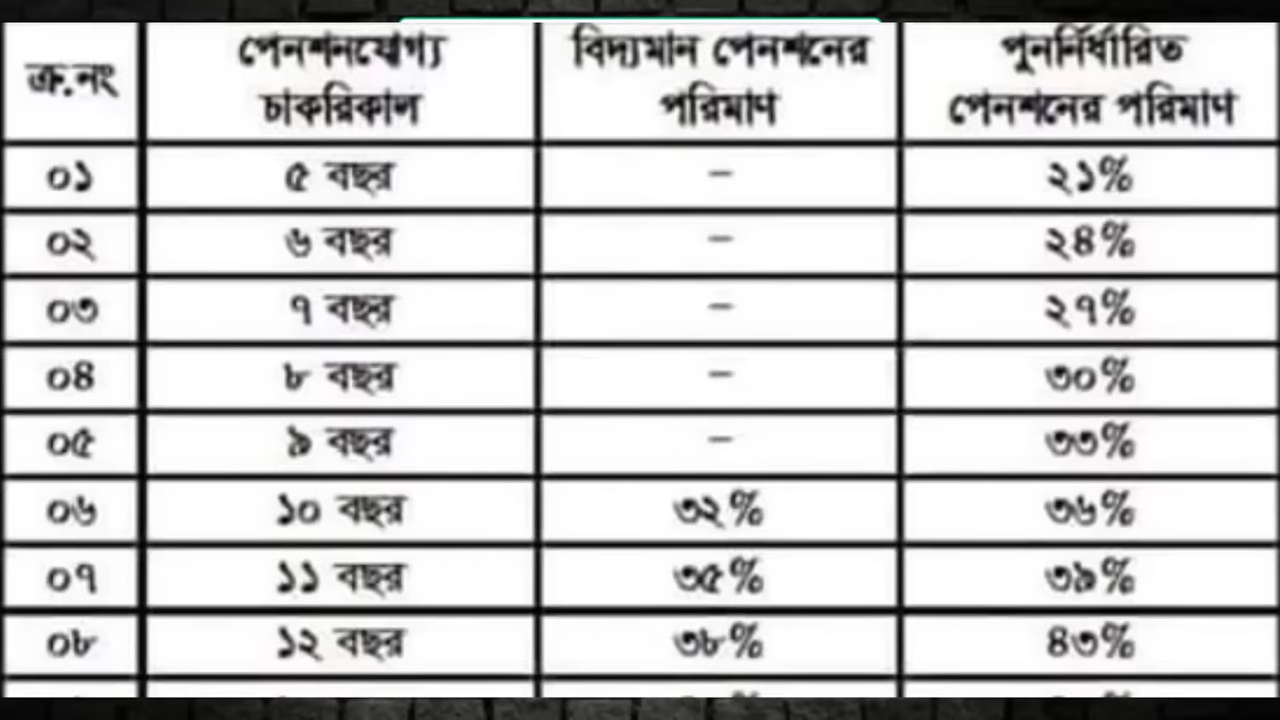 ক্র.নং পেনশনযোগ্য চাকরিকাল বিদ্যমান পেনশনের পরিমাণ পুনর্নির্ধারিত পেনশনের পরিমাণ
০১ ৫ বছর – ২১%
০২ ৬ বছর – ২৪%
০৩ ৭ বছর – ২৭%
০৪ ৮ বছর – ৩০%
০৫ ৯ বছর – ৩৩%
০৬ ১০ বছর ৩২% ৩৬%
০৭ ১১ বছর ৩৫% ৩৯%
০৮ ১২ বছর ৩৮% ৪৩%